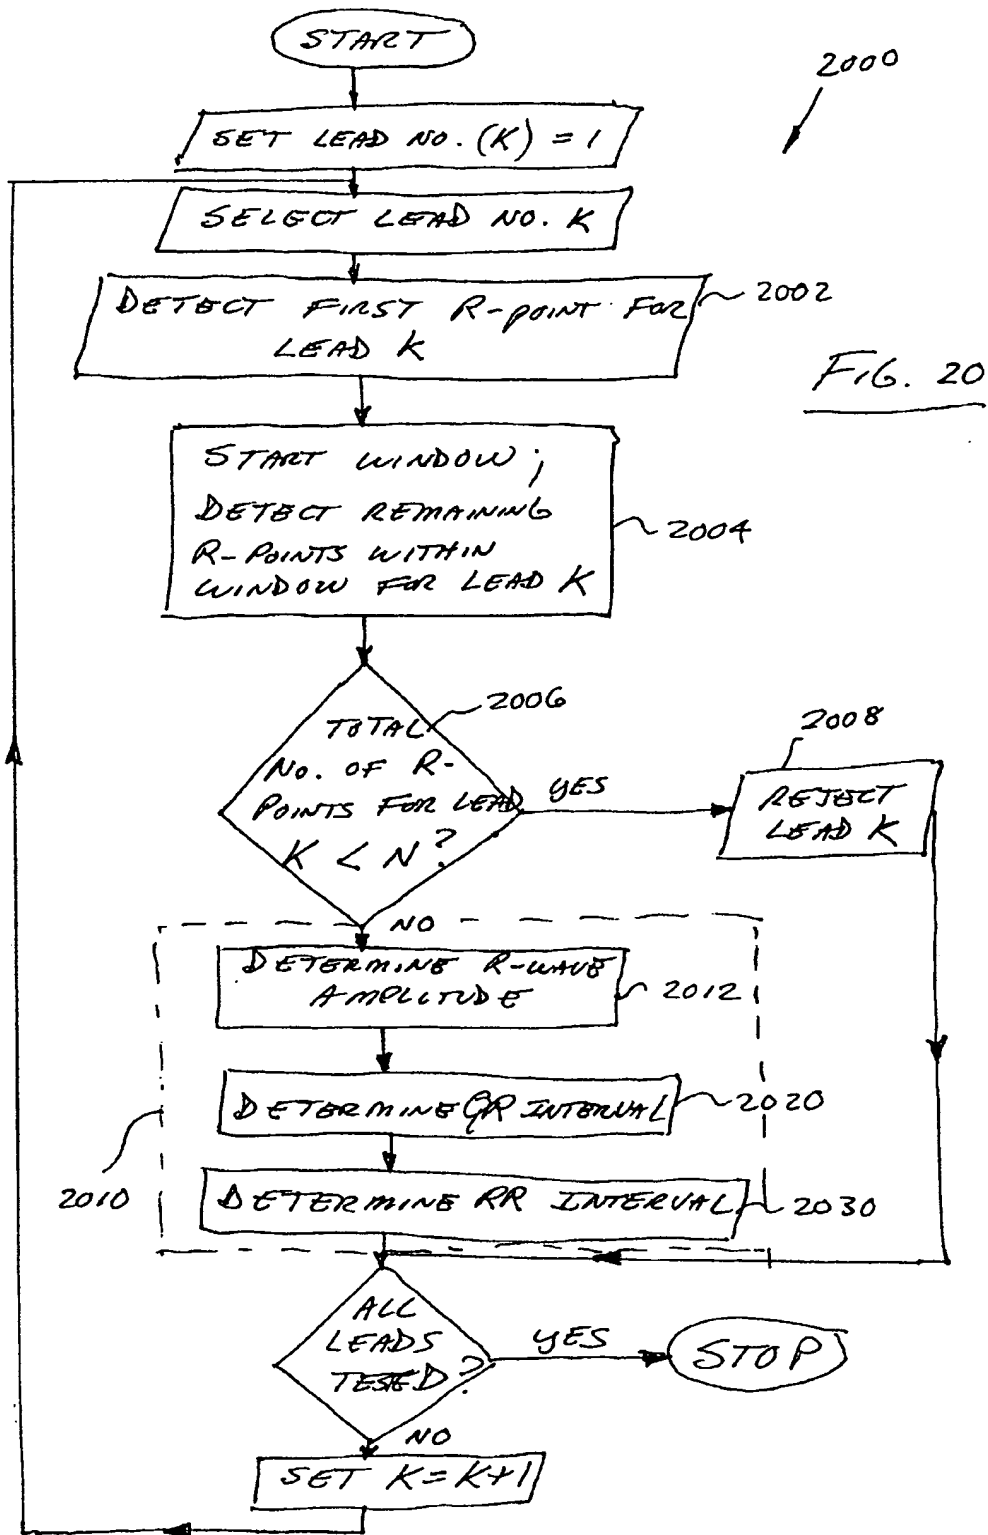 START
2000
SET LEAD NO. (K) = 1
SELECT LEAD NO. K
DETECT FIRST R-POINT FOR
LEAD K
2002
FIG. 20
START WINDOW;
DETECT REMAINING
R-POINTS WITHIN
WINDOW FOR LEAD K
2004
TOTAL
NO. OF R-
POINTS FOR LEAD
K < N?
2006
YES
2008
REJECT
LEAD K
NO
DETERMINE R-WAVE
AMPLITUDE
2012
DETERMINE QR INTERVAL
2020
2010
DETERMINE RR INTERVAL
2030
ALL
LEADS
TESTED?
YES
STOP
NO
SET K=K+1